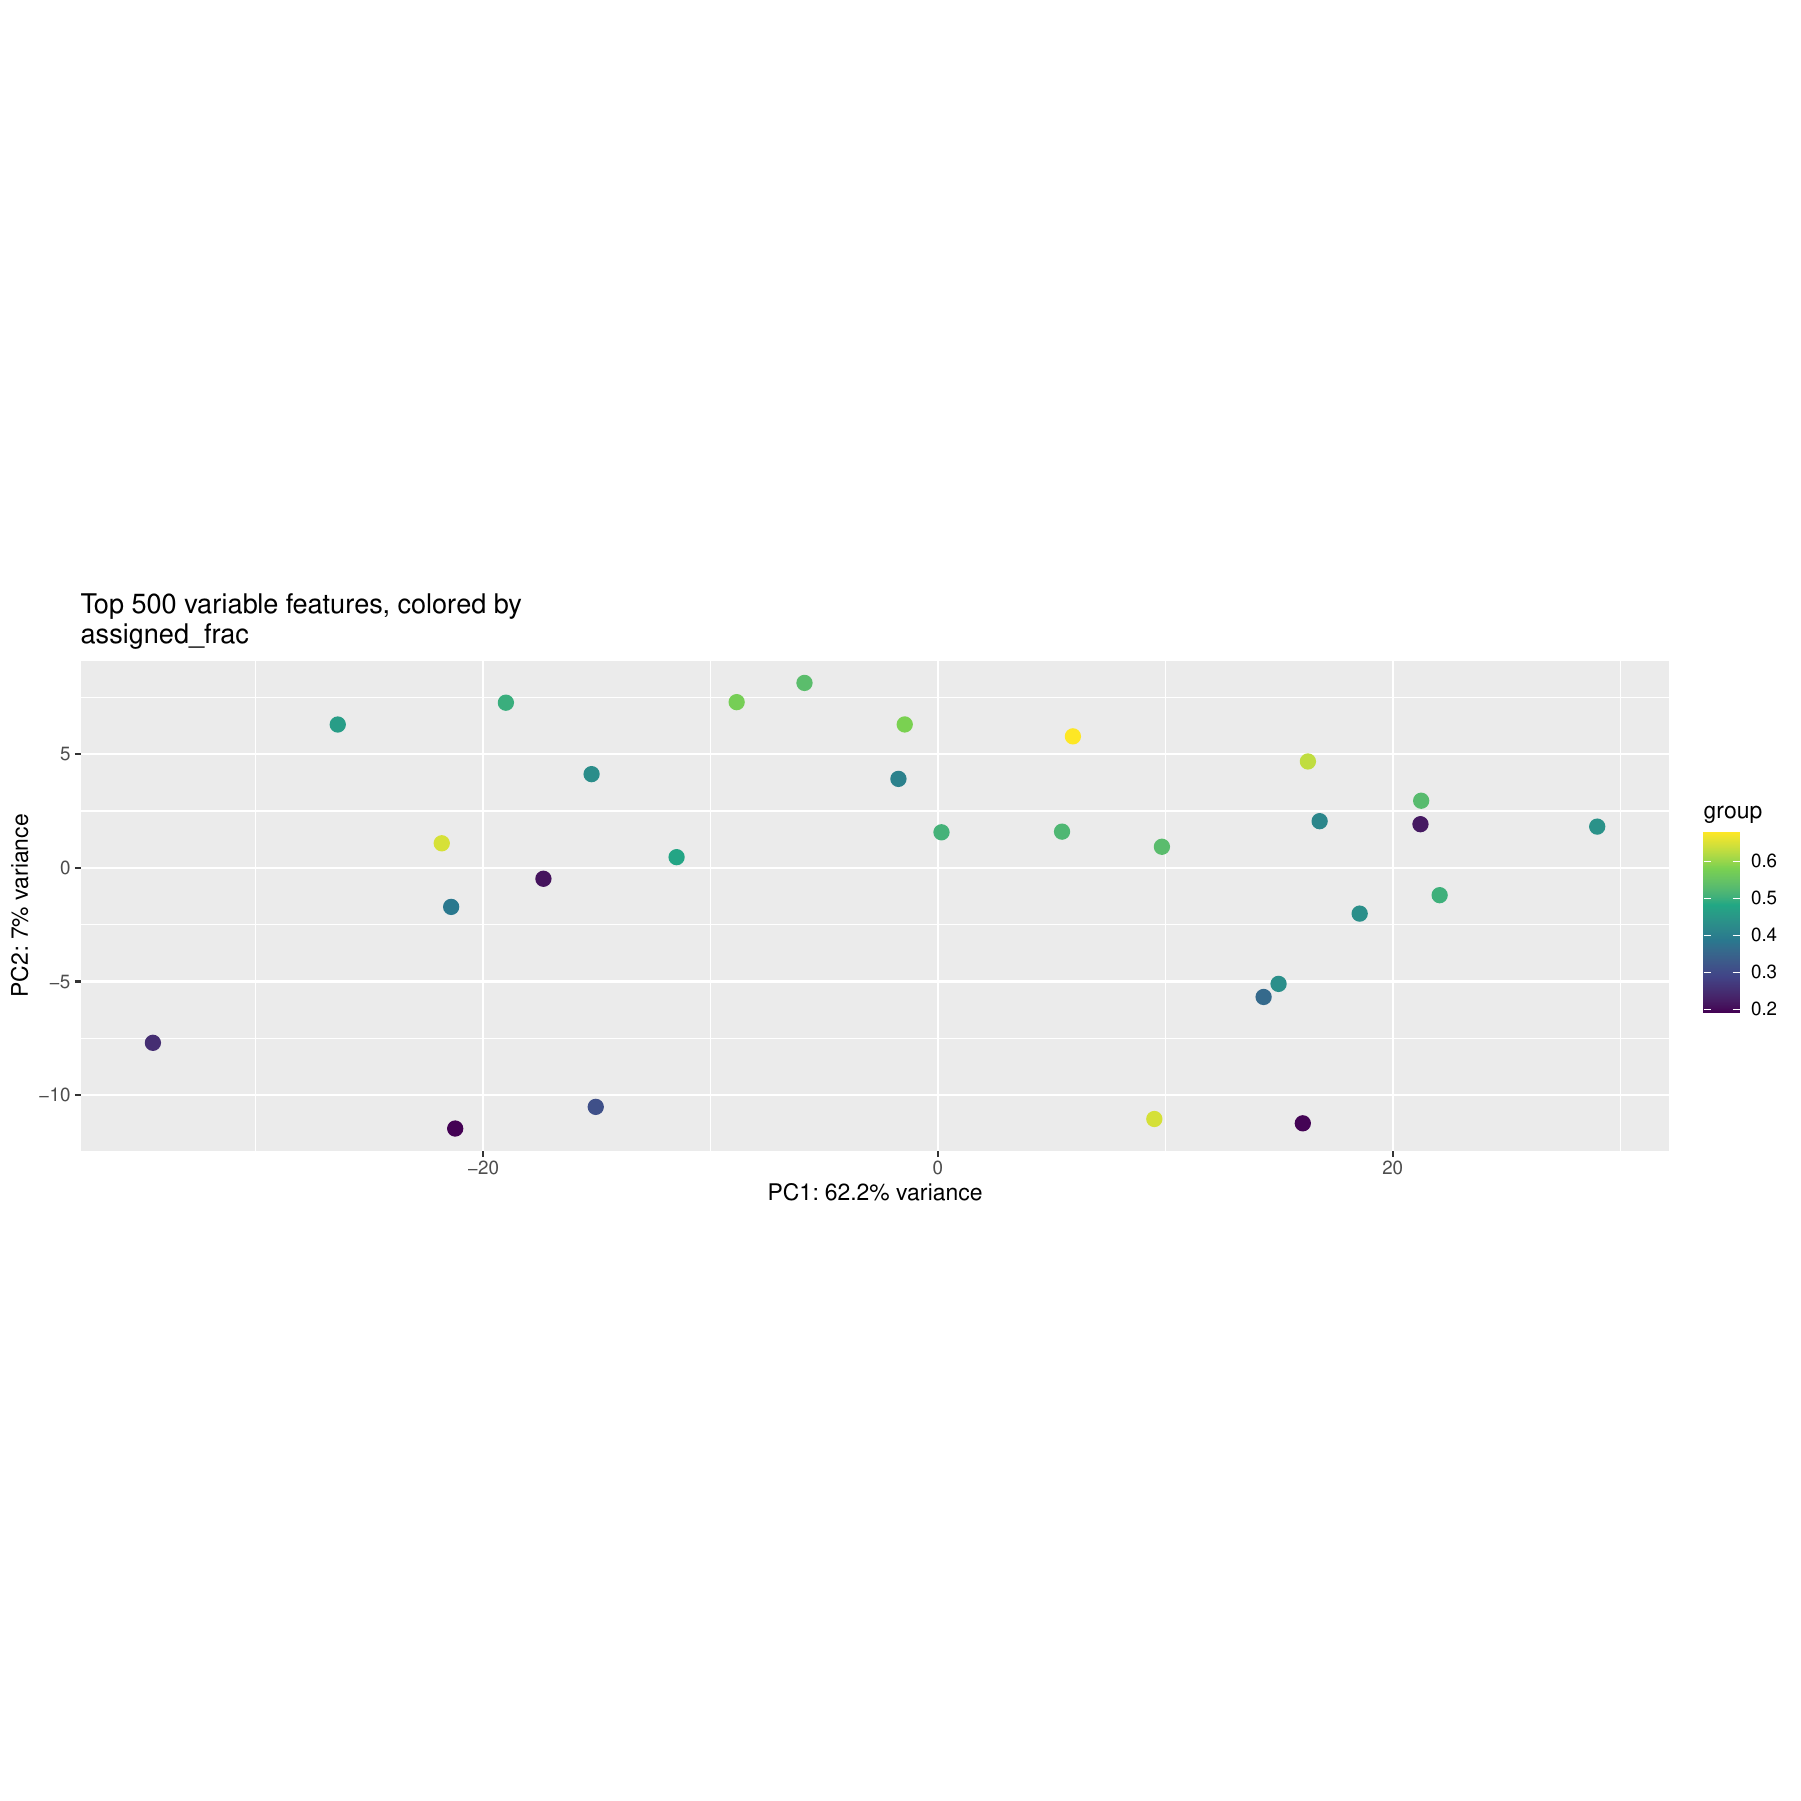 Top 500 variable features, colored by
assigned_frac
PC2: 7% variance
5
0
−5
−10
−20
0
20
PC1: 62.2% variance
group
0.6
0.5
0.4
0.3
0.2